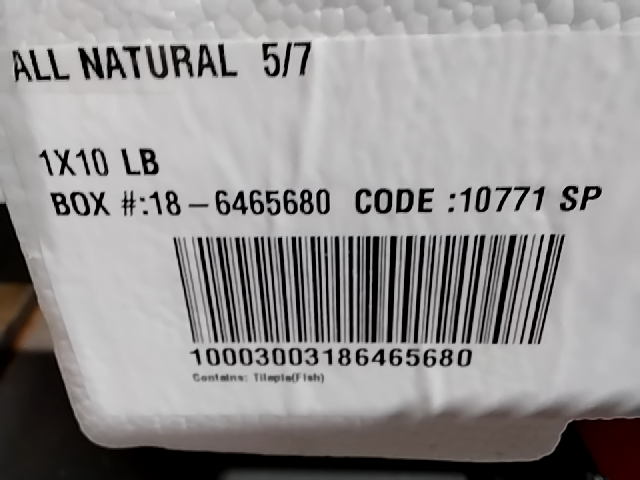 ALL NATURAL 5/7
1X10 LB
BOX #:18-6465680 CODE :10771 SP
10003003186465680
Contains: Tilapia(Fish)